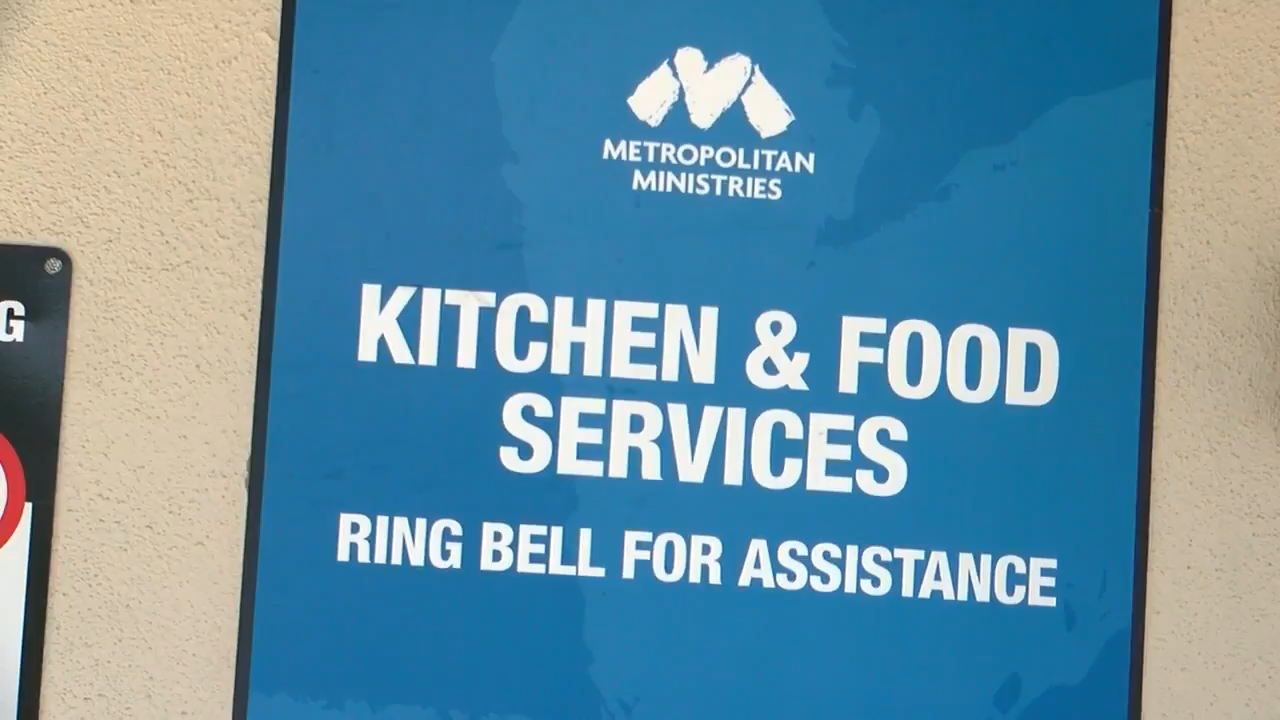 METROPOLITAN
MINISTRIES
KITCHEN & FOOD
SERVICES
RING BELL FOR ASSISTANCE
G